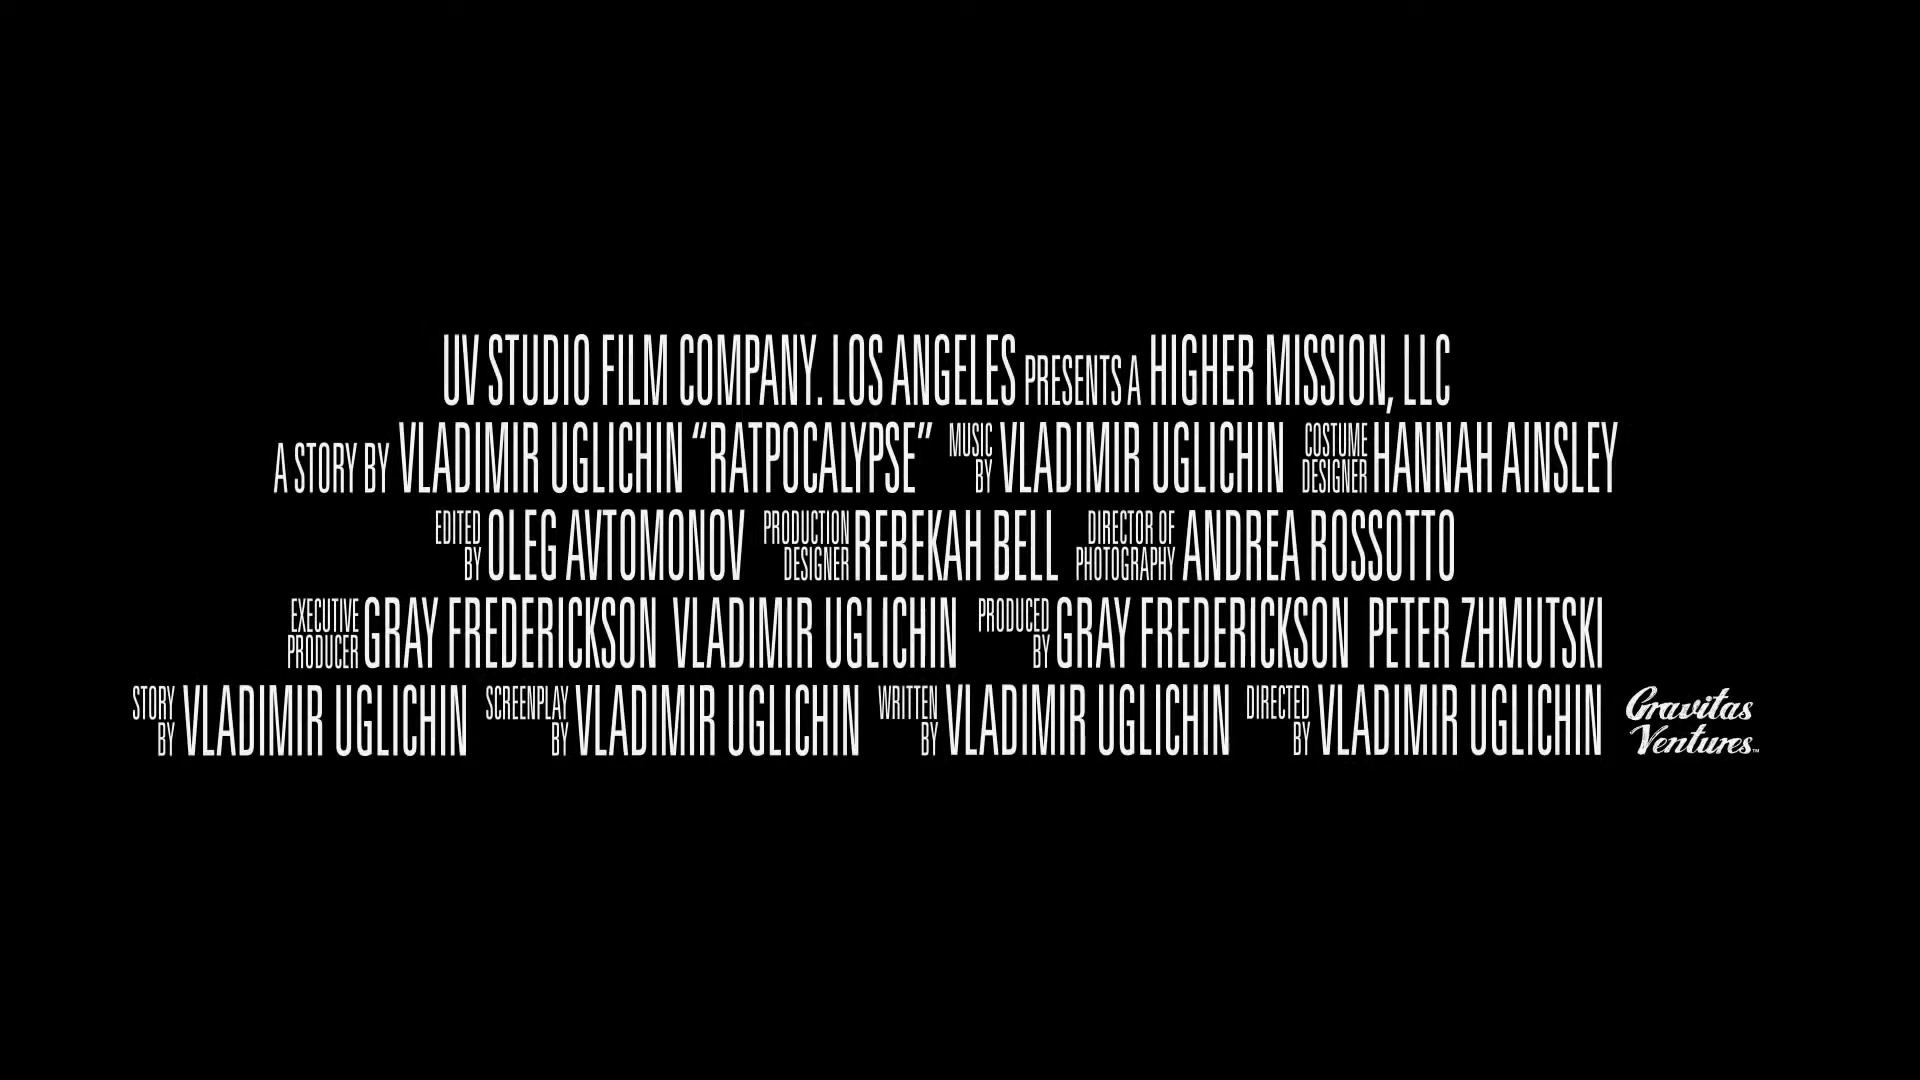 UV STUDIO FILM COMPANY. LOS ANGELES PRESENTS A HIGHER MISSION, LLC
A STORY BY VLADIMIR UGLICHIN “RATPOCALYPSE” MUSIC BY VLADIMIR UGLICHIN COSTUME DESIGNER HANNAH AINSLEY
EDITED BY OLEG AVTOMONOV PRODUCTION DESIGNER REBEKAH BELL DIRECTOR OF PHOTOGRAPHY ANDREA ROSSOTTO
EXECUTIVE PRODUCER GRAY FREDERICKSON VLADIMIR UGLICHIN PRODUCED BY GRAY FREDERICKSON PETER ZHMUTSKI
STORY BY VLADIMIR UGLICHIN SCREENPLAY BY VLADIMIR UGLICHIN WRITTEN BY VLADIMIR UGLICHIN DIRECTED BY VLADIMIR UGLICHIN Gravitas Ventures™